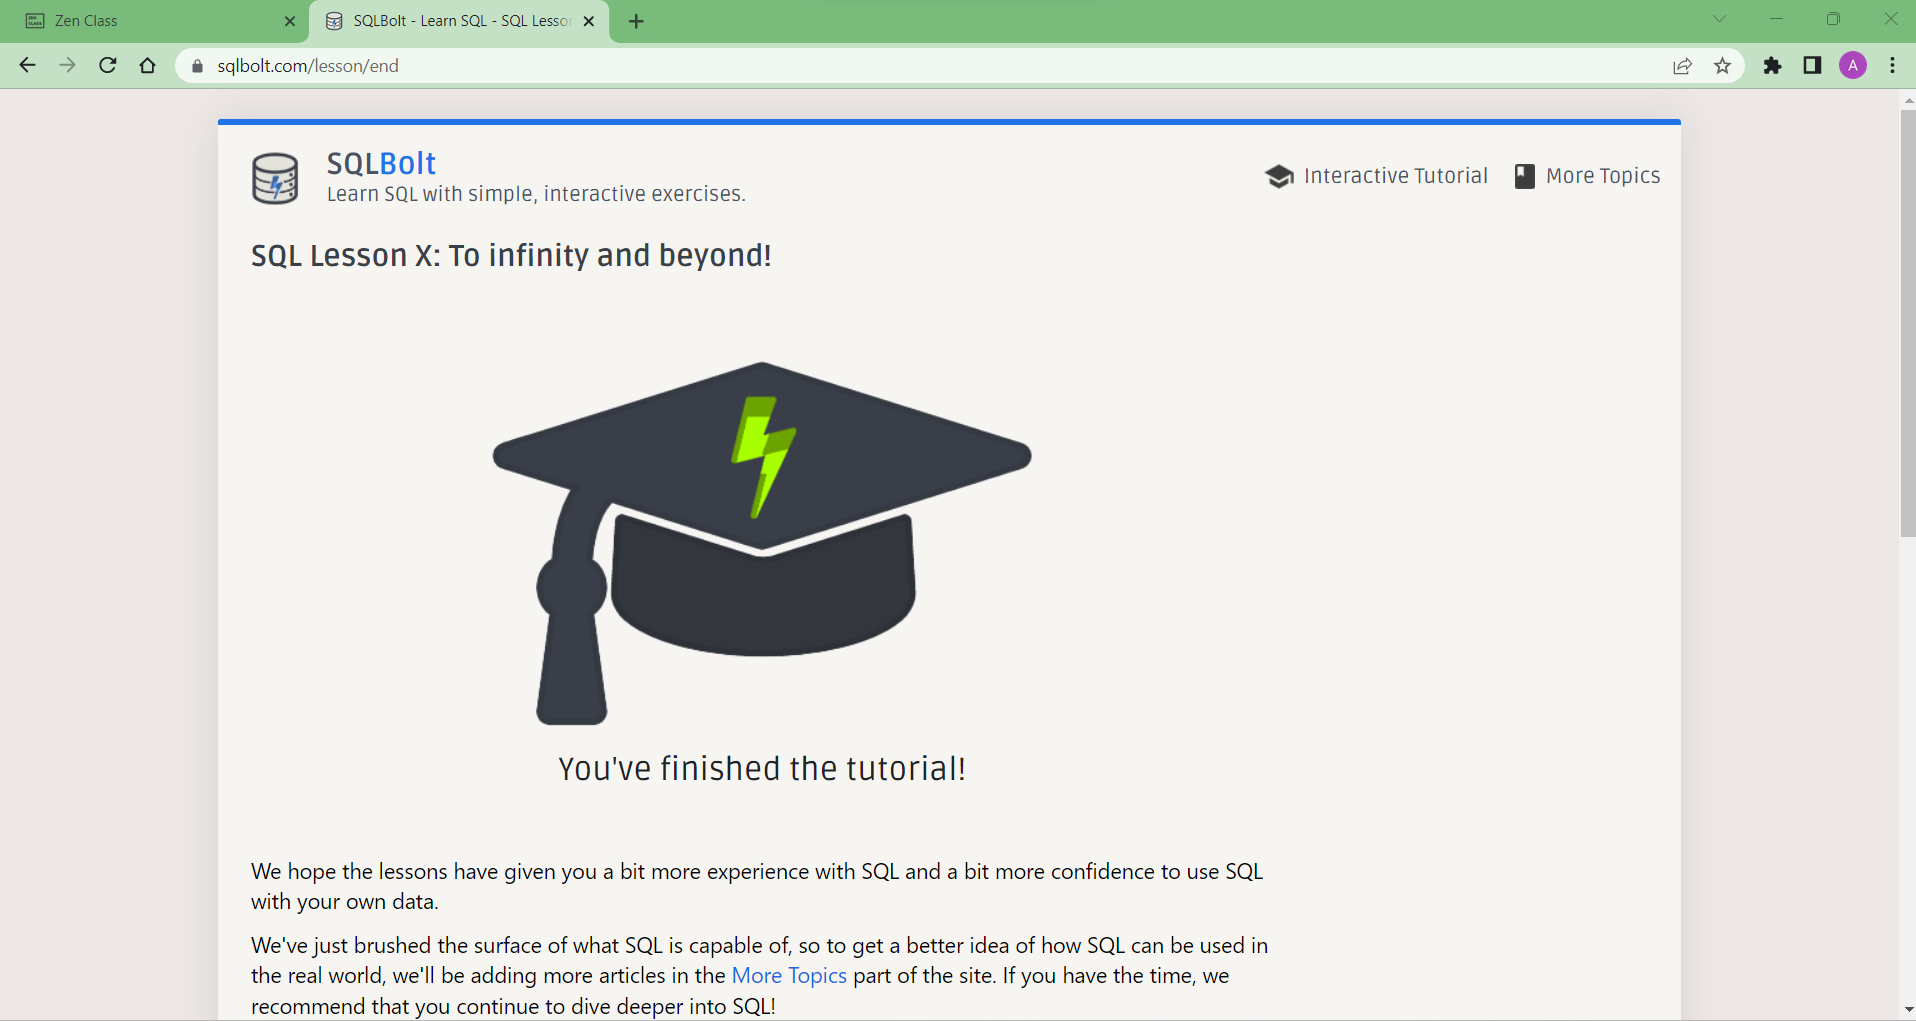 Zen Class
SQLBolt - Learn SQL - SQL Lesson
sqlbolt.com/lesson/end
A
SQLBolt
Learn SQL with simple, interactive exercises.
Interactive Tutorial
More Topics
SQL Lesson X: To infinity and beyond!
You've finished the tutorial!
We hope the lessons have given you a bit more experience with SQL and a bit more confidence to use SQL
with your own data.
We've just brushed the surface of what SQL is capable of, so to get a better idea of how SQL can be used in
the real world, we'll be adding more articles in the More Topics part of the site. If you have the time, we
recommend that you continue to dive deeper into SQL!